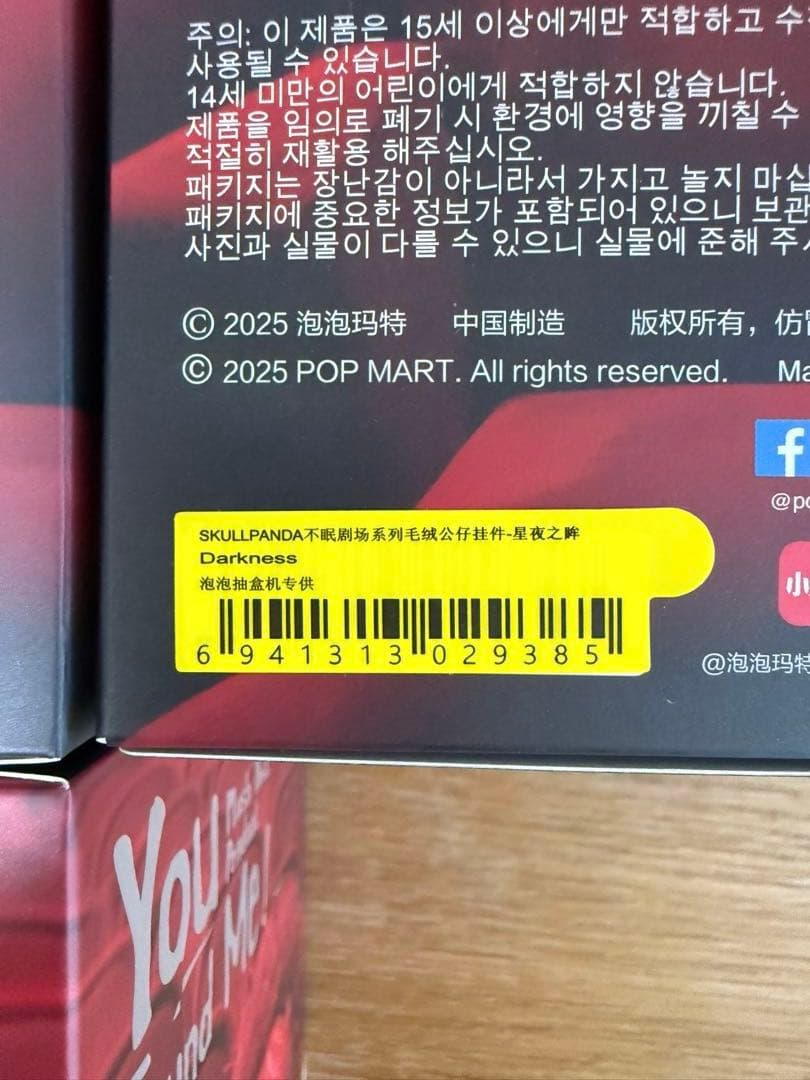 주의: 이 제품은 15세 이상에게만 적합하고
사용될 수 있습니다.
14세 미만의 어린이에게 적합하지 않습니다.
제품을 임의로 폐기 시 환경에 영향을 끼칠 수
적절히 재활용 해주십시오.
패키지는 장난감이 아니라서 가지고 놀지
패키지에 중요한 정보가 포함되어 있으니
사진과 실물이 다를 수 있으니 실물에 준해
© 2025 泡泡玛特 中国制造 版权所有，仿
© 2025 POP MART. All rights reserved.
f
@po
小
@泡泡玛特
SKULLPANDA不眠剧场系列毛绒公仔挂件-星夜之眸
Darkness
泡泡抽盒机专供
6 941313 029385
You
Me!